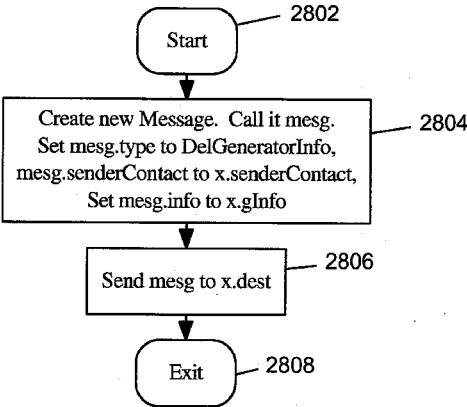 Start
2802
Create new Message. Call it mesg.
Set mesg.type to DelGeneratorInfo,
mesg.senderContact to x.senderContact,
Set mesg.info to x.gInfo
2804
Send mesg to x.dest
2806
Exit
2808